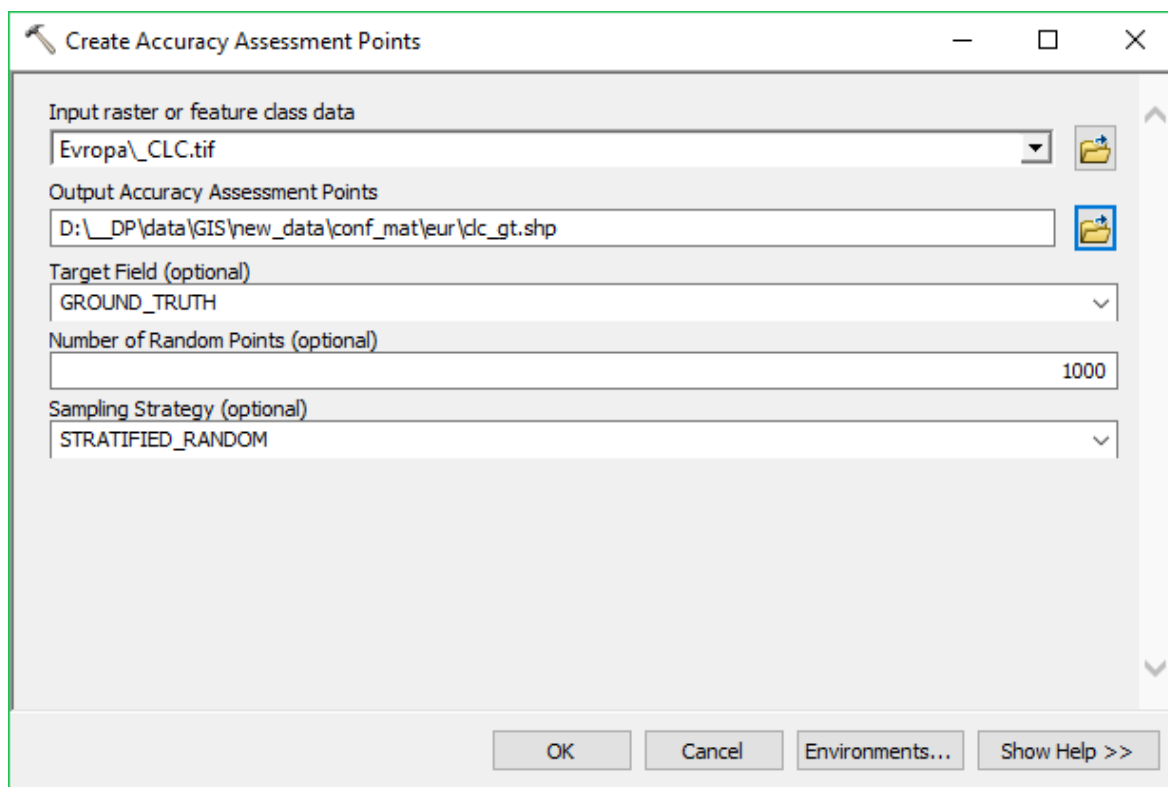 Create Accuracy Assessment Points
Input raster or feature class data
Evropa\_CLC.tif
Output Accuracy Assessment Points
D:\__DP\data\GIS\new_data\conf_mat\eur\clc_gt.shp
Target Field (optional)
GROUND_TRUTH
Number of Random Points (optional)
1000
Sampling Strategy (optional)
STRATIFIED_RANDOM
OK Cancel Environments... Show Help >>